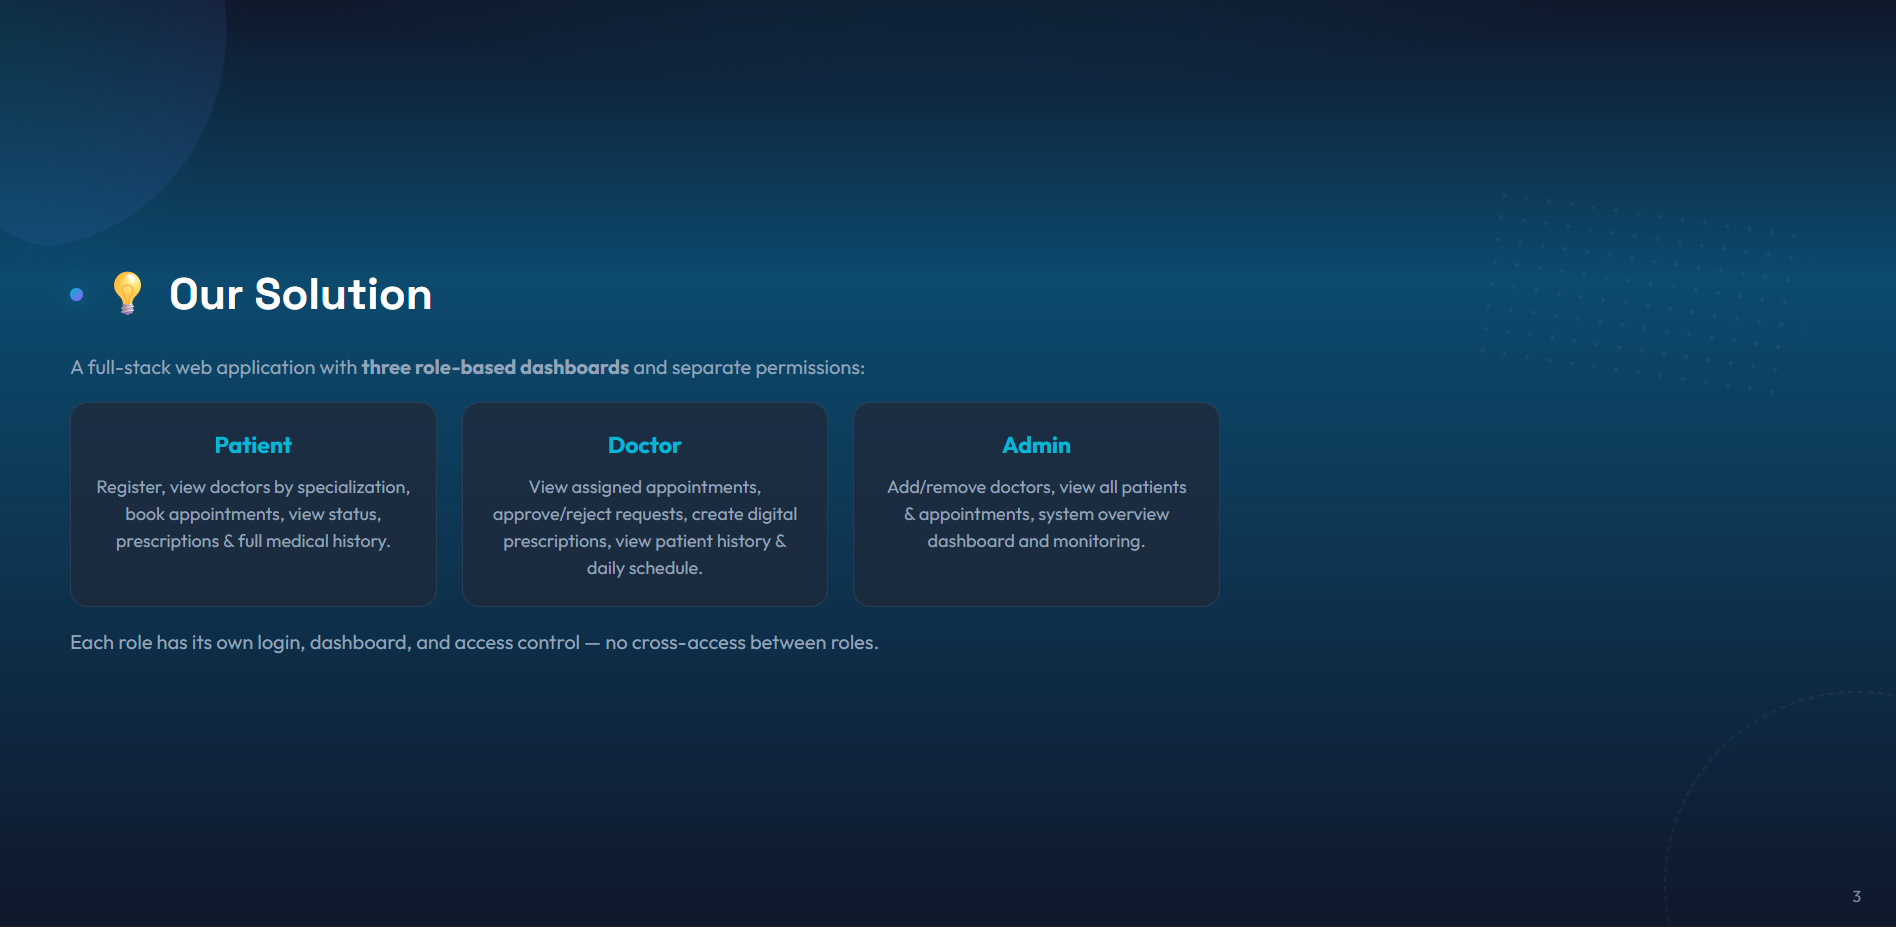 💡 Our Solution
A full-stack web application with three role-based dashboards and separate permissions:
Patient
Register, view doctors by specialization,
book appointments, view status,
prescriptions & full medical history.
Doctor
View assigned appointments,
approve/reject requests, create digital
prescriptions, view patient history &
daily schedule.
Admin
Add/remove doctors, view all patients
& appointments, system overview
dashboard and monitoring.
Each role has its own login, dashboard, and access control — no cross-access between roles.
3